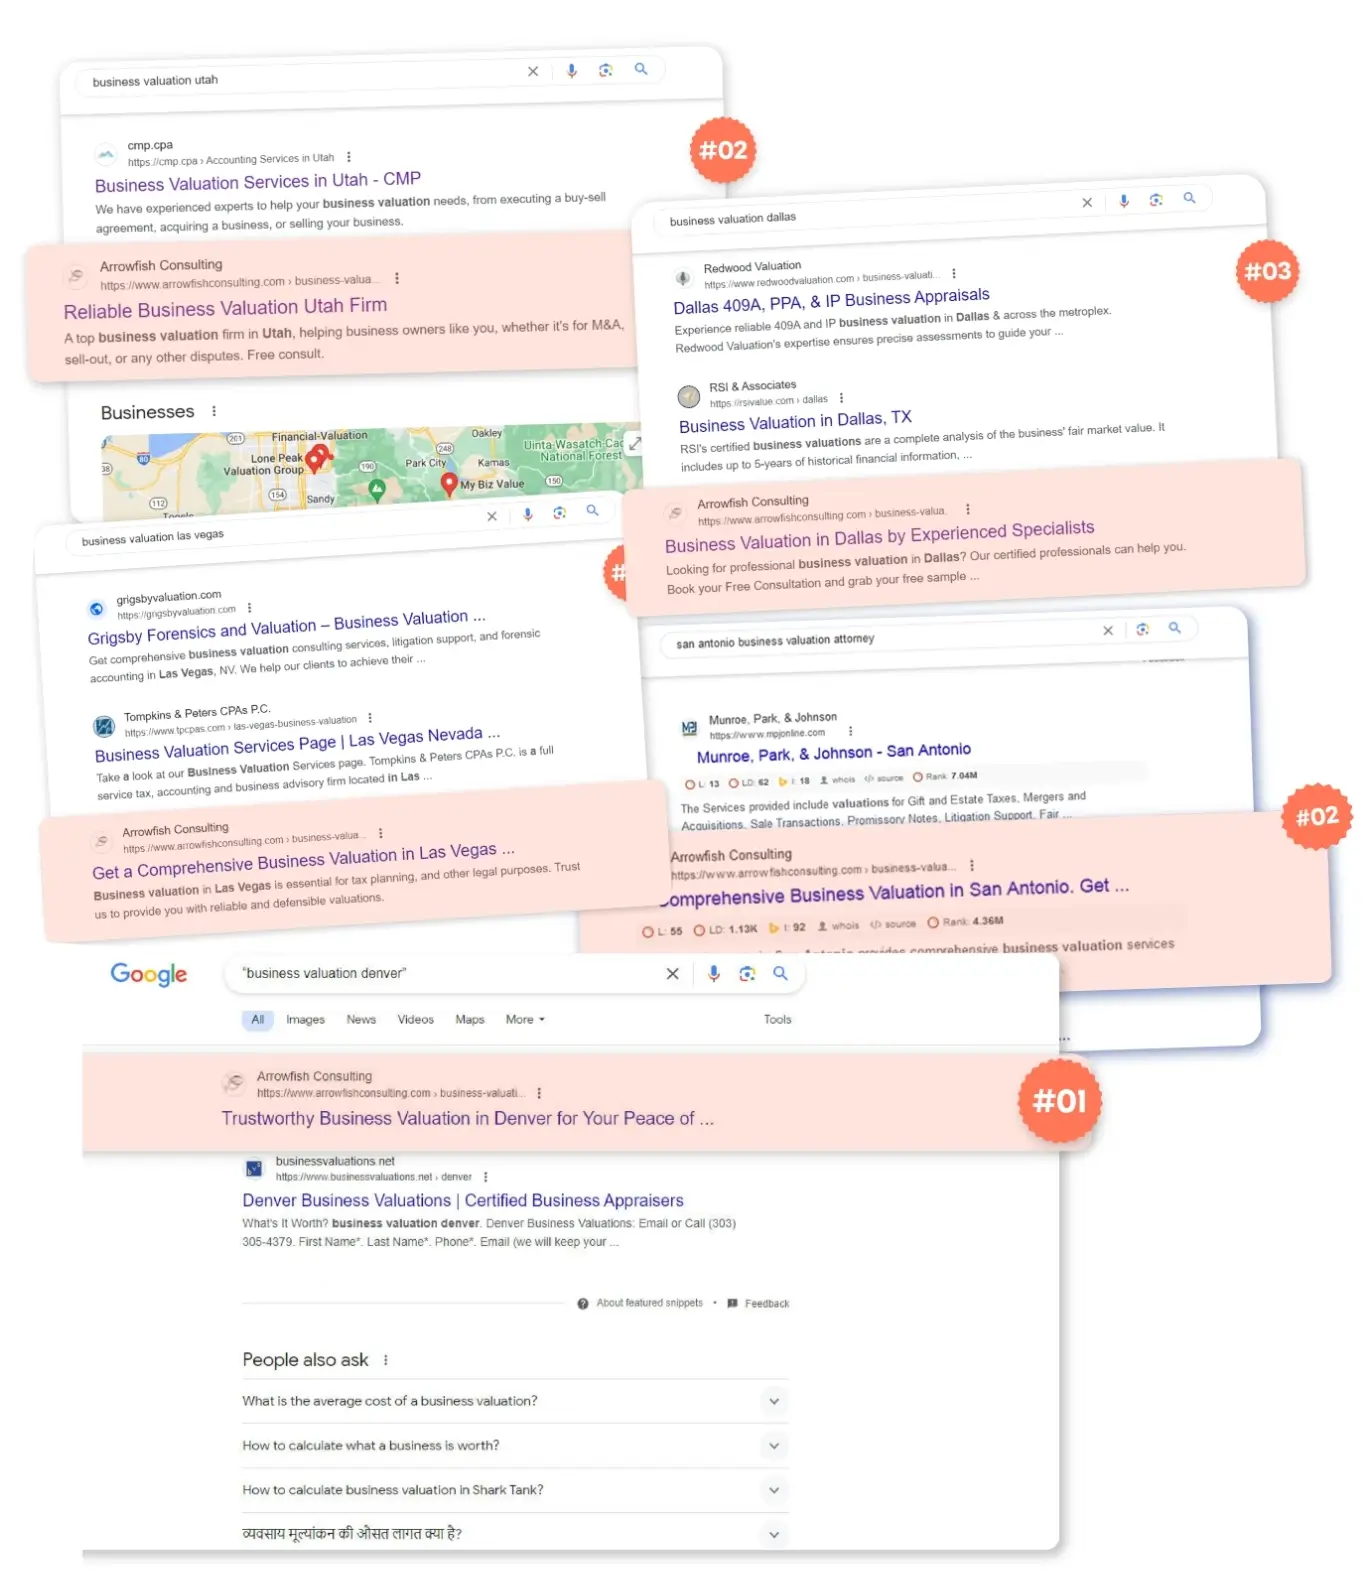 business valuation utah
cmp.cpa
https://cmp.cpa › Accounting Services in Utah
Business Valuation Services in Utah - CMP
We have experienced experts to help your business valuation needs, from executing a buy-sell
agreement, acquiring a business, or selling your business.
#02
Arrowfish Consulting
https://www.arrowfishconsulting.com › business-valua...
Reliable Business Valuation Utah Firm
A top business valuation firm in Utah, helping business owners like you, whether it's for M&A,
sell-out, or any other disputes. Free consult.
Businesses
201
Financial-Valuation
Oakley
80
248
Uinta-Wasatch-Cac
National Forest
Lone Peak
Valuation Group
190
Park City
Kamas
154
Sandy
My Biz Value
150
112
business valuation dallas
Redwood Valuation
https://www.redwoodvaluation.com › business-valuati...
Dallas 409A, PPA, & IP Business Appraisals
Experience reliable 409A and IP business valuation in Dallas & across the metroplex.
Redwood Valuation's expertise ensures precise assessments to guide your ...
#03
RSI & Associates
https://rsivalue.com › dallas
Business Valuation in Dallas, TX
RSI's certified business valuations are a complete analysis of the business' fair market value. It
includes up to 5-years of historical financial information, ...
Arrowfish Consulting
https://www.arrowfishconsulting.com › business-valua.
Business Valuation in Dallas by Experienced Specialists
Looking for professional business valuation in Dallas? Our certified professionals can help you.
Book your Free Consultation and grab your free sample ...
business valuation las vegas
#
grigsbyvaluation.com
https://grigsbyvaluation.com
Grigsby Forensics and Valuation – Business Valuation ...
Get comprehensive business valuation consulting services, litigation support, and forensic
accounting in Las Vegas, NV. We help our clients to achieve their ...
Tompkins & Peters CPAs P.C.
https://www.tpcpas.com › las-vegas-business-valuation
Business Valuation Services Page | Las Vegas Nevada ...
Take a look at our Business Valuation Services page. Tompkins & Peters CPAs P.C. is a full
service tax, accounting and business advisory firm located in Las ...
Arrowfish Consulting
https://www.arrowfishconsulting.com › business-valua...
Get a Comprehensive Business Valuation in Las Vegas ...
Business valuation in Las Vegas is essential for tax planning, and other legal purposes. Trust
us to provide you with reliable and defensible valuations.
san antonio business valuation attorney
Munroe, Park, & Johnson
https://www.mpjonline.com
Munroe, Park, & Johnson - San Antonio
L: 13 LD: 62 I: 18 whois source Rank: 7.04M
The Services provided include valuations for Gift and Estate Taxes, Mergers and
Acquisitions, Sale Transactions, Promissory Notes, Litigation Support, Fair ...
#02
Arrowfish Consulting
https://www.arrowfishconsulting.com › business-valua...
omprehensive Business Valuation in San Antonio. Get ...
L: 55 LD: 1.13K I: 92 whois source Rank: 4.36M
provides comprehensive business valuation services
...
Google
"business valuation denver"
All Images News Videos Maps More Tools
Arrowfish Consulting
https://www.arrowfishconsulting.com › business-valuati...
Trustworthy Business Valuation in Denver for Your Peace of ...
#01
businessvaluations.net
https://www.businessvaluations.net › denver
Denver Business Valuations | Certified Business Appraisers
What's It Worth? business valuation denver. Denver Business Valuations: Email or Call (303)
305-4379. First Name*. Last Name*. Phone*. Email (we will keep your ...
About featured snippets • Feedback
People also ask
What is the average cost of a business valuation?
How to calculate what a business is worth?
How to calculate business valuation in Shark Tank?
व्यवसाय मूल्यांकन की औसत लागत क्या है?